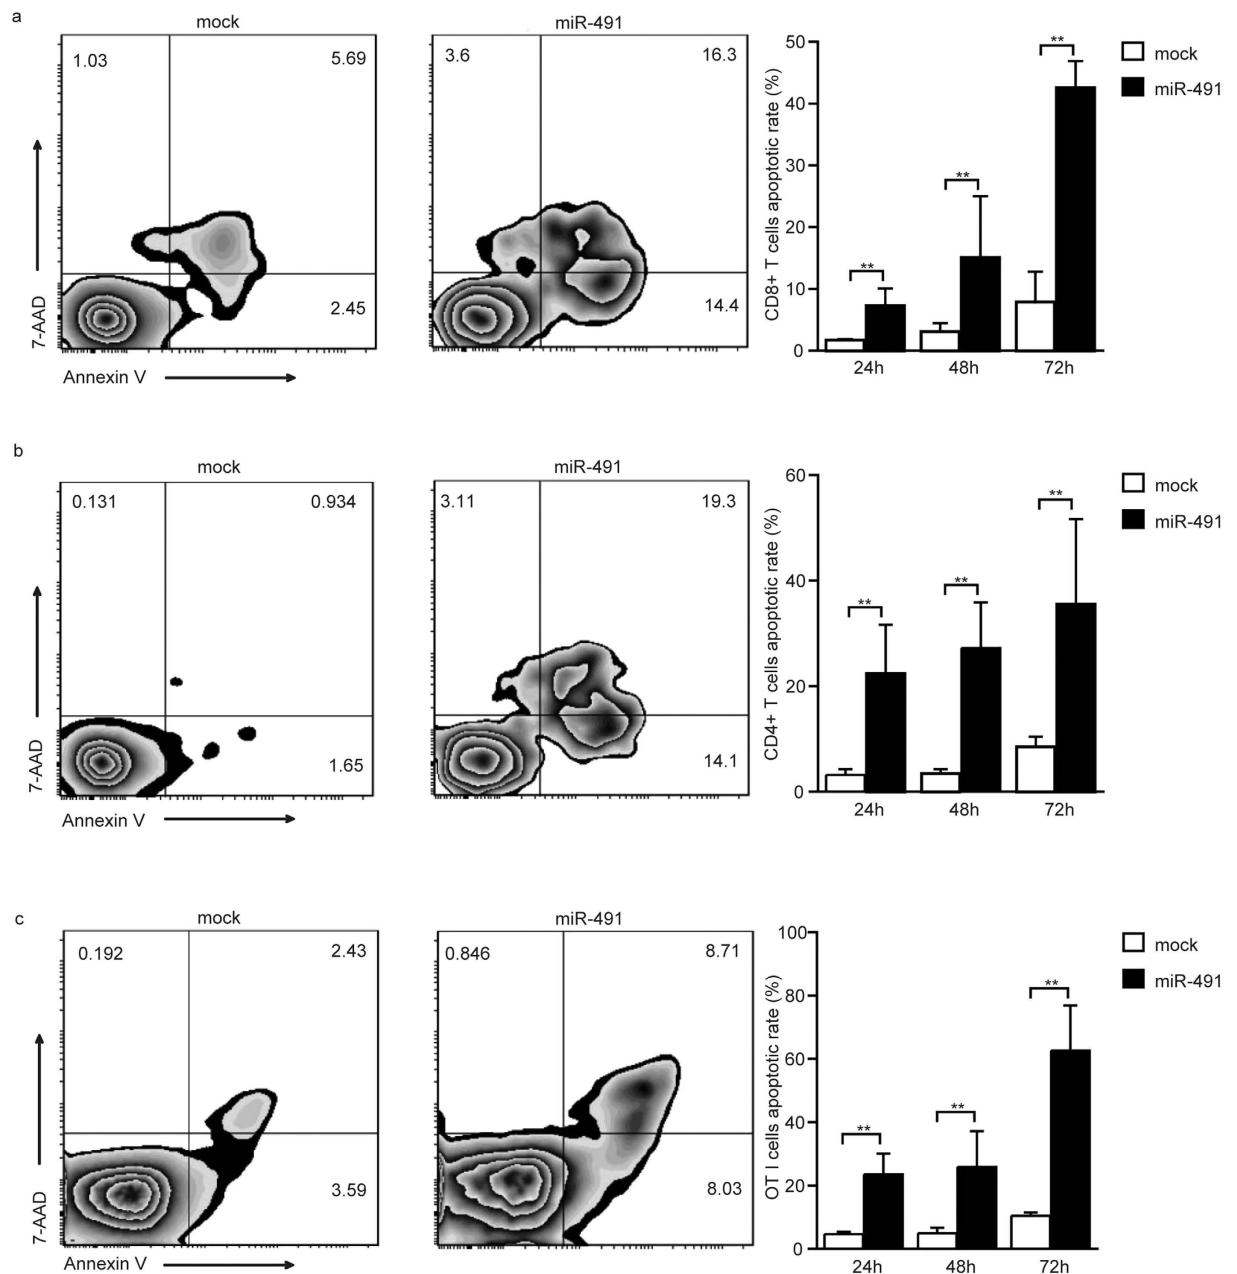 a
mock
miR-491
1.03
5.69
2.45
3.6
16.3
14.4
7-AAD
Annexin V
CD8+ T cells apoptotic rate (%)
50
40
30
20
10
0
**
**
**
24h
48h
72h
mock
miR-491
b
mock
miR-491
0.131
0.934
1.65
3.11
19.3
14.1
7-AAD
Annexin V
CD4+ T cells apoptotic rate (%)
60
40
20
0
**
**
**
24h
48h
72h
mock
miR-491
c
mock
miR-491
0.192
2.43
3.59
0.846
8.71
8.03
7-AAD
Annexin V
OT I cells apoptotic rate (%)
100
80
60
40
20
0
**
**
**
24h
48h
72h
mock
miR-491